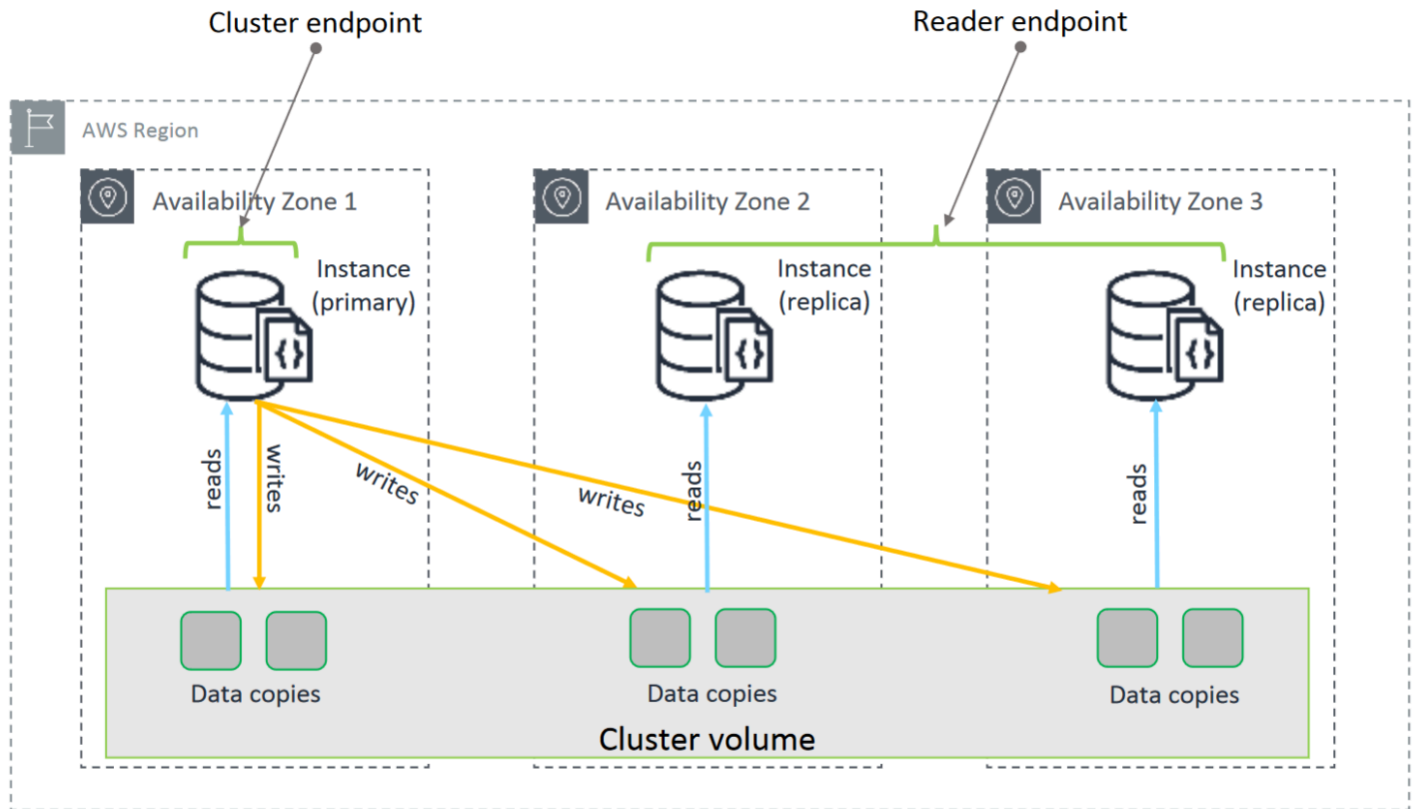 Cluster endpoint
Reader endpoint
AWS Region
Availability Zone 1
Availability Zone 2
Availability Zone 3
Instance
(primary)
Instance
(replica)
Instance
(replica)
{}
{}
{}
reads
writes
writes
writes
reads
reads
Data copies
Data copies
Data copies
Cluster volume